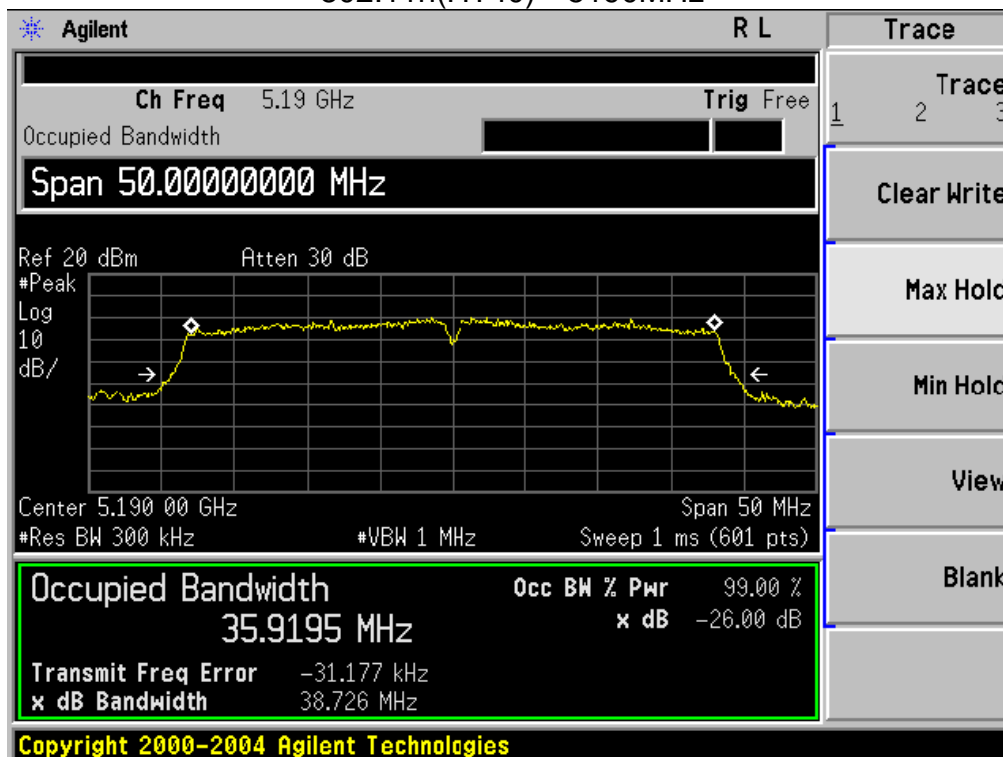 Agilent R L Trace
Ch Freq 5.19 GHz Trig Free
Occupied Bandwidth
Trace
1 2 3
Span 50.00000000 MHz
Clear Write
Ref 20 dBm Atten 30 dB
#Peak
Log
10
dB/
Max Hold
Min Hold
View
Center 5.190 00 GHz Span 50 MHz
#Res BW 300 kHz #VBW 1 MHz Sweep 1 ms (601 pts)
Blank
Occupied Bandwidth Occ BW % Pwr 99.00 %
35.9195 MHz x dB -26.00 dB
Transmit Freq Error -31.177 kHz
x dB Bandwidth 38.726 MHz
Copyright 2000-2004 Agilent Technologies